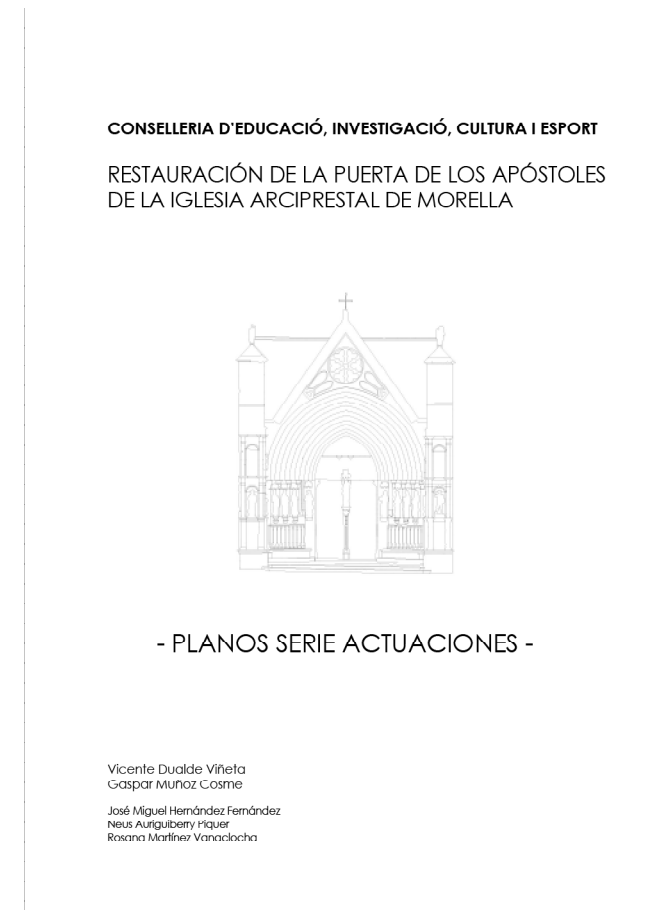 CONSELLERIA D'EDUCACIÓ, INVESTIGACIÓ, CULTURA I ESPORT
RESTAURACIÓN DE LA PUERTA DE LOS APÓSTOLES
DE LA IGLESIA ARCIPRESTAL DE MORELLA
- PLANOS SERIE ACTUACIONES -
Vicente Dualde Viñeta
Gaspar Muñoz Cosme
José Miguel Hernández Fernández
Neus Auriguiberry Piquer
Rosana Martínez Vanaclocha